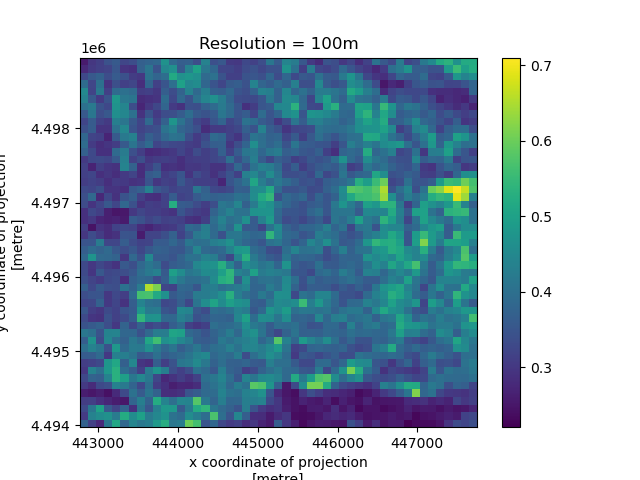 1e6
Resolution = 100m
4.498
4.497
4.496
4.495
4.494
y coordinate of projection
[metre]
443000 444000 445000 446000 447000
x coordinate of projection
[metre]
0.7
0.6
0.5
0.4
0.3